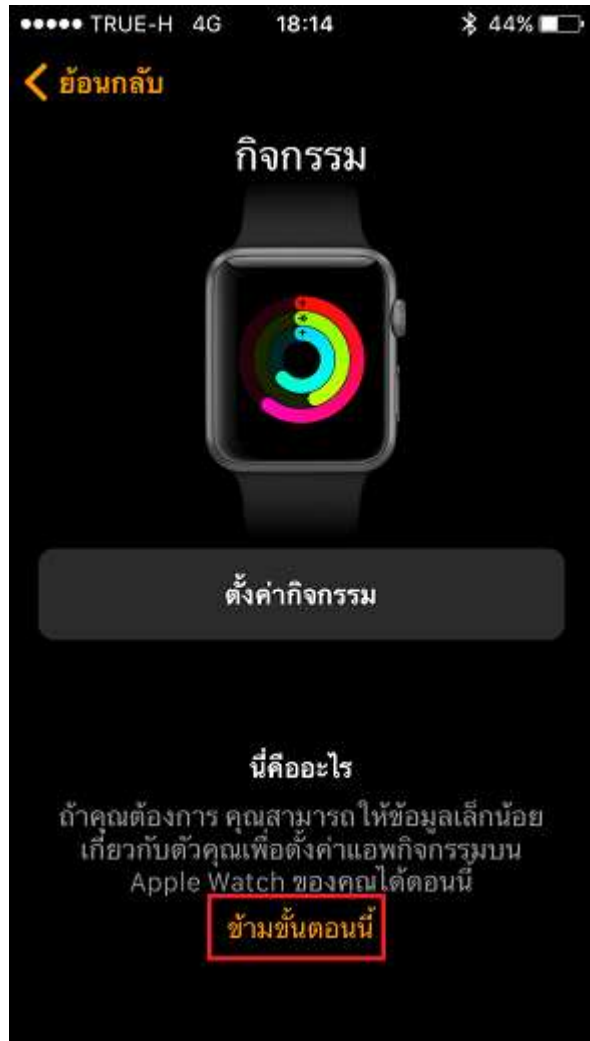 TRUE-H 4G 18:14 44%
ย้อนกลับ
กิจกรรม
ตั้งค่ากิจกรรม
นี่คืออะไร
ถ้าคุณต้องการ คุณสามารถให้ข้อมูลเล็กน้อย
เกี่ยวกับตัวคุณเพื่อตั้งค่าแอพกิจกรรมบน
Apple Watch ของคุณได้ตอนนี้
ข้ามขั้นตอนนี้